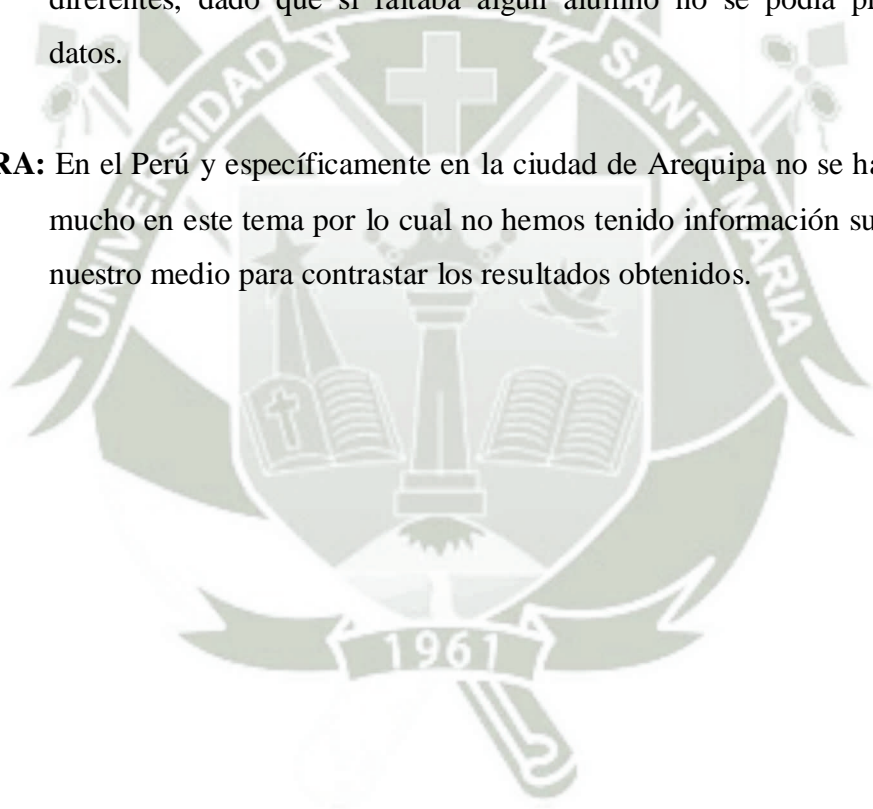 diferentes, dado que si faltaba algún alumno no se podía
datos.
RA: En el Perú y específicamente en la ciudad de Arequipa no se ha
mucho en este tema por lo cual no hemos tenido información su
nuestro medio para contrastar los resultados obtenidos.
UNIVERSIDAD
SANTA MARIA
1961